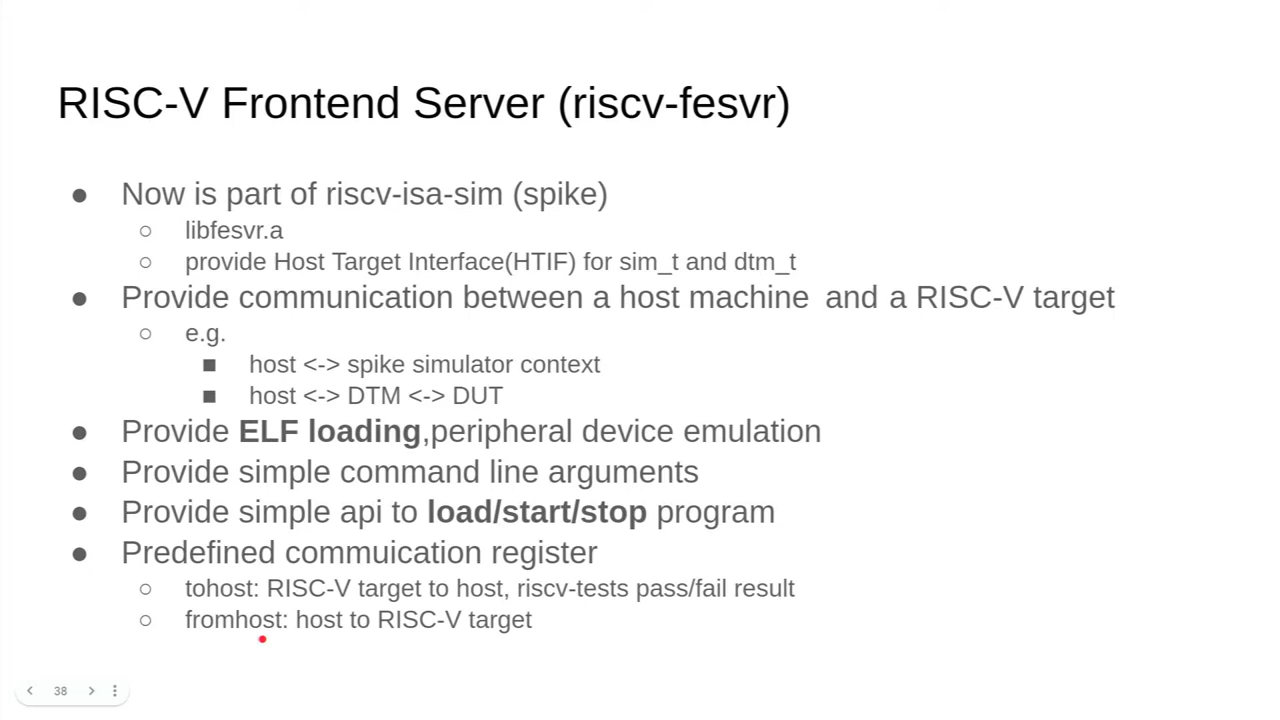 RISC-V Frontend Server (riscv-fesvr)
● Now is part of riscv-isa-sim (spike)
○ libfesvr.a
○ provide Host Target Interface(HTIF) for sim_t and dtm_t
● Provide communication between a host machine and a RISC-V target
○ e.g.
■ host <-> spike simulator context
■ host <-> DTM <-> DUT
● Provide ELF loading,peripheral device emulation
● Provide simple command line arguments
● Provide simple api to load/start/stop program
● Predefined commuication register
○ tohost: RISC-V target to host, riscv-tests pass/fail result
○ fromhost: host to RISC-V target
38